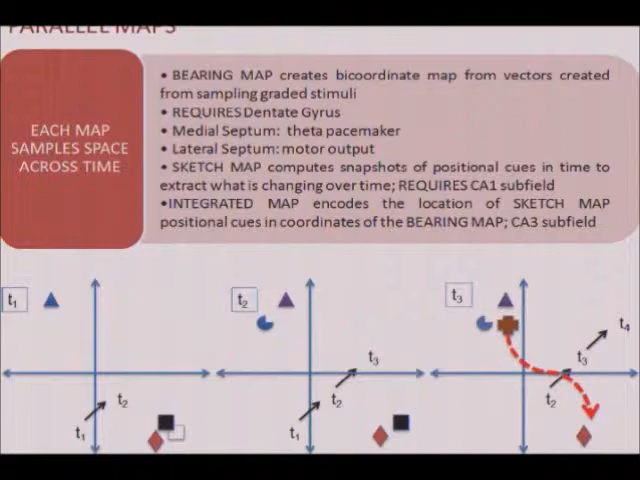 PARALLEL MAPS
EACH MAP
SAMPLES SPACE
ACROSS TIME
• BEARING MAP creates bicoordinate map from vectors created
from sampling graded stimuli
• REQUIRES Dentate Gyrus
• Medial Septum: theta pacemaker
• Lateral Septum: motor output
• SKETCH MAP computes snapshots of positional cues in time to
extract what is changing over time; REQUIRES CA1 subfield
•INTEGRATED MAP encodes the location of SKETCH MAP
positional cues in coordinates of the BEARING MAP; CA3 subfield
t1
t2
t1
t2
t3
t2
t1
t3
t4
t3
t2